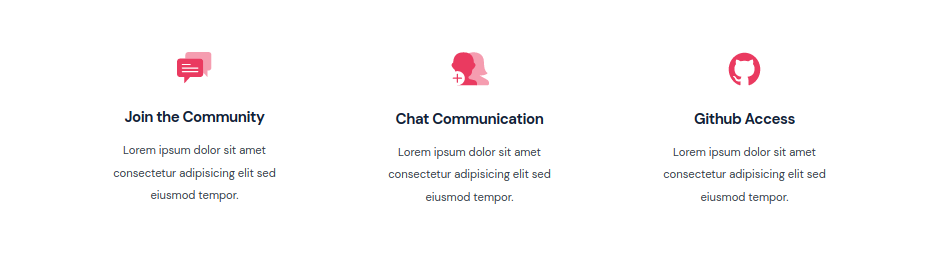 Join the Community
Lorem ipsum dolor sit amet
consectetur adipisicing elit sed
eiusmod tempor.
Chat Communication
Lorem ipsum dolor sit amet
consectetur adipisicing elit sed
eiusmod tempor.
Github Access
Lorem ipsum dolor sit amet
consectetur adipisicing elit sed
eiusmod tempor.